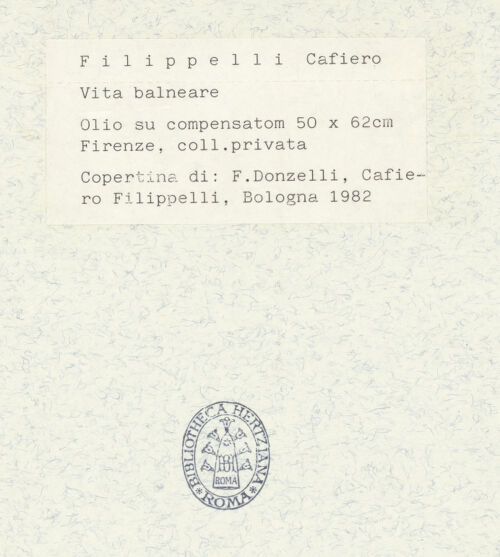 F i l i p p e l l i Cafiero
Vita balneare
Olio su compensatom 50 x 62cm
Firenze, coll.privata
Copertina di: F.Donzelli, Cafie-
ro Filippelli, Bologna 1982
BIBLIOTHECA HERTZIANA
ROMA
* ROMA *